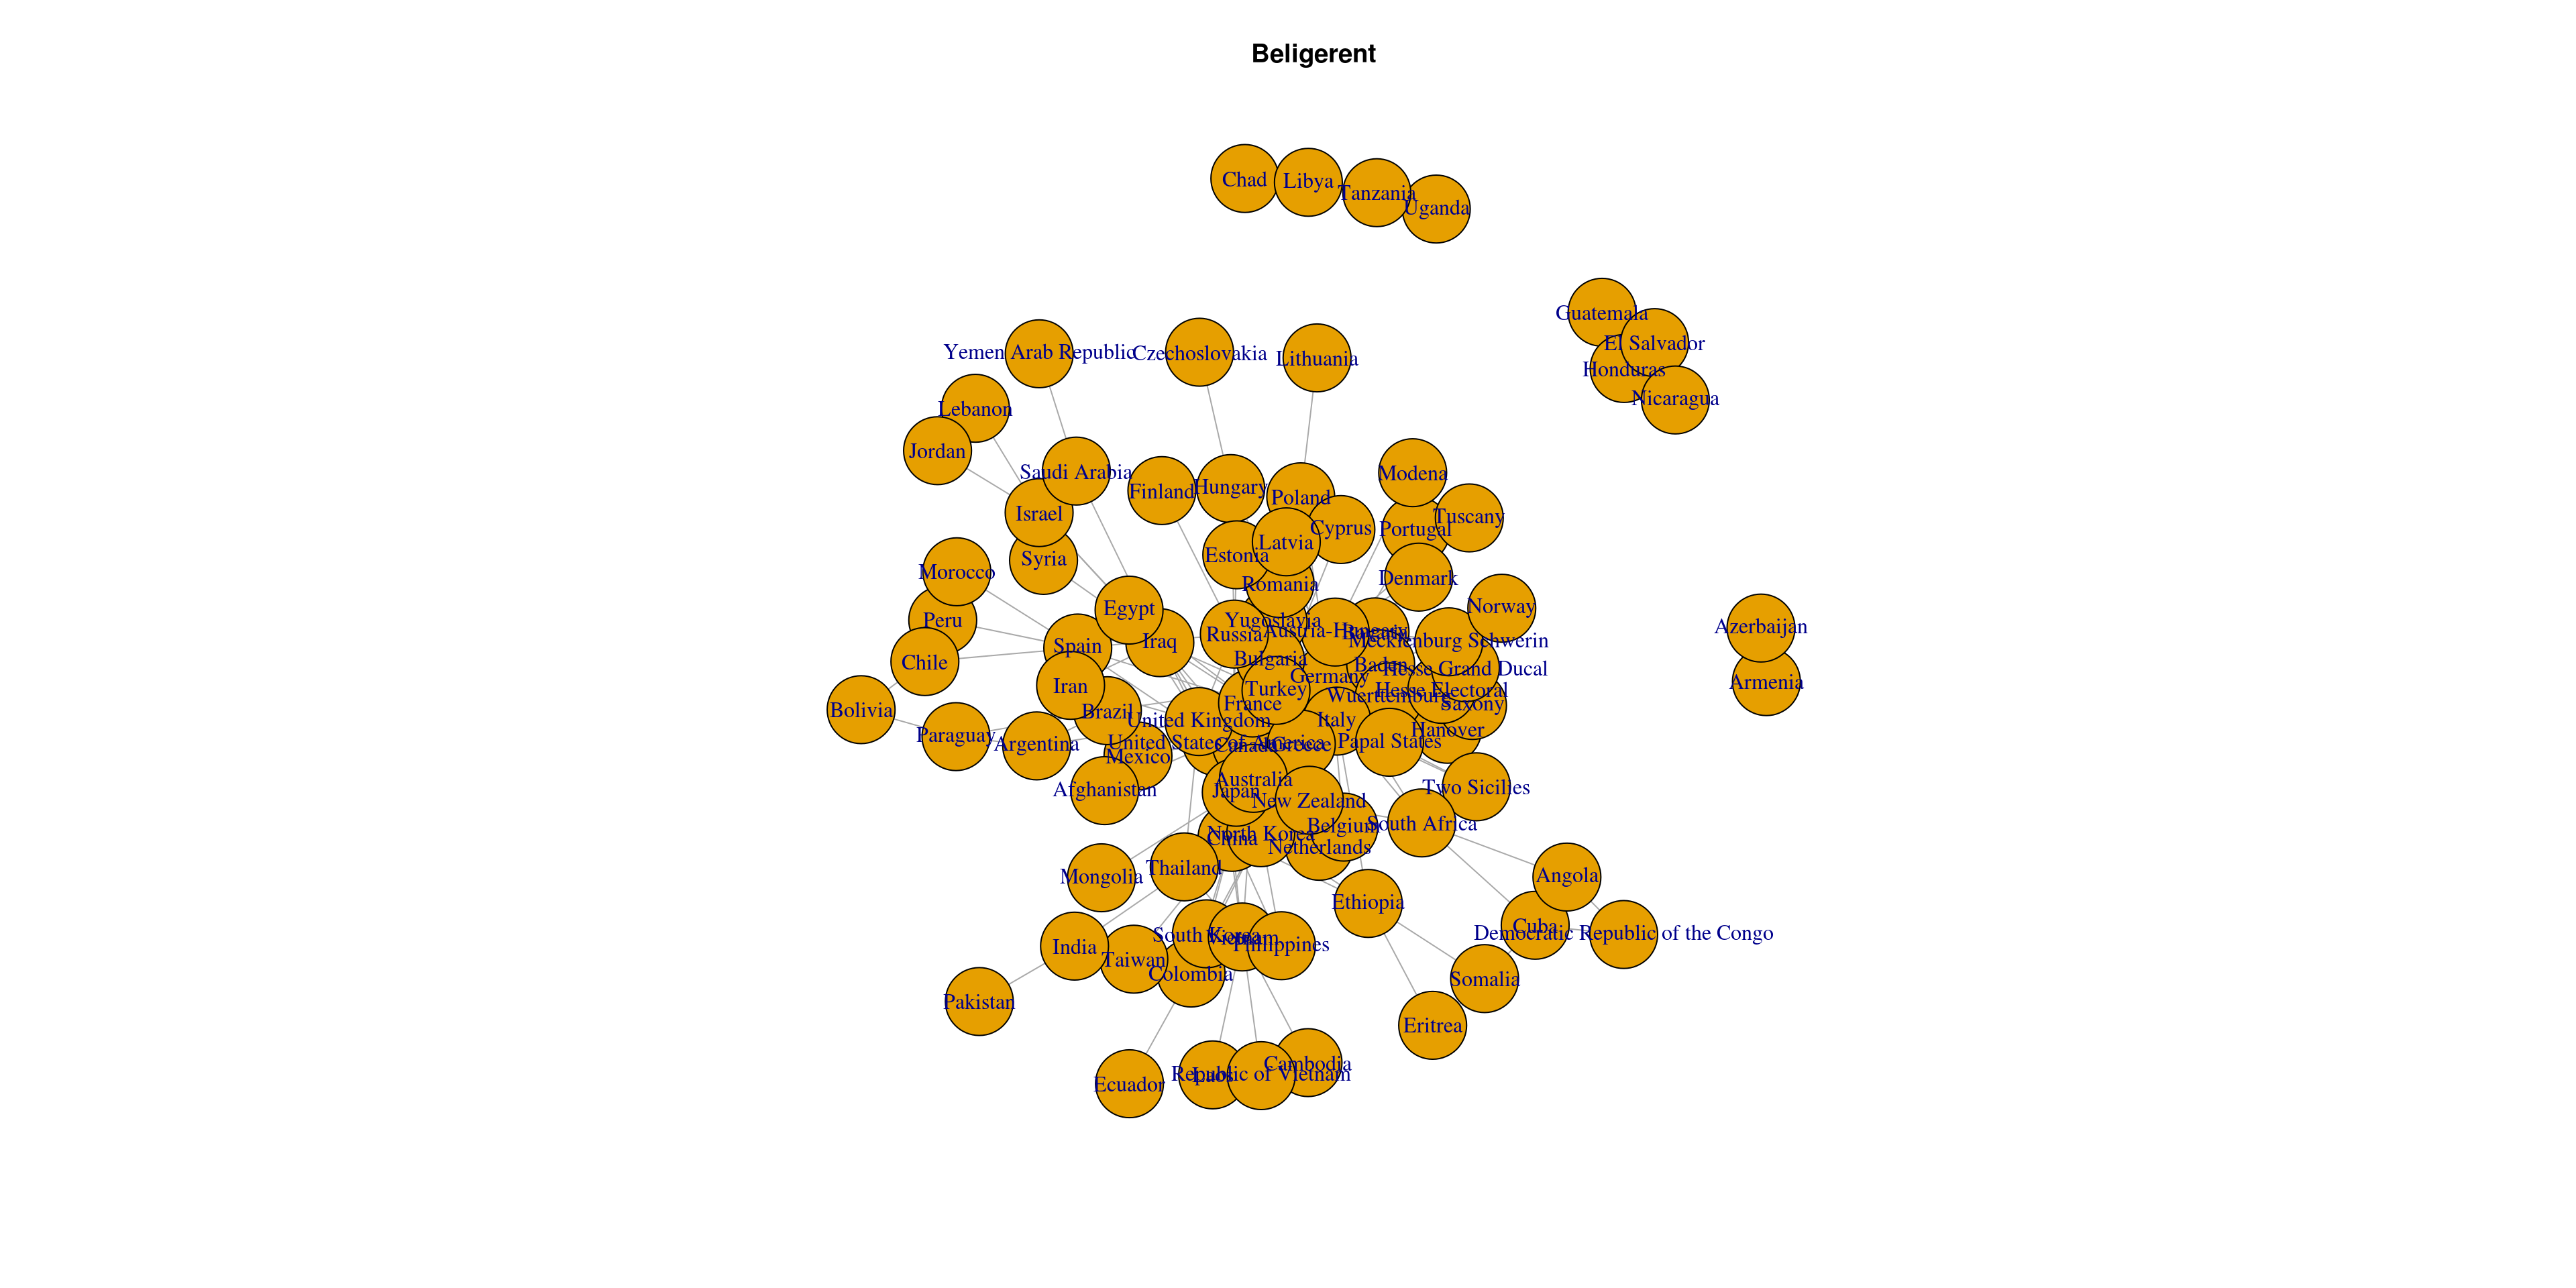 Beligerent
Chad
Libya
Tanzania
Uganda
Guatemala
El Salvador
Honduras
Nicaragua
Yemen Arab Republic
Czechoslovakia
Lithuania
Lebanon
Jordan
Saudi Arabia
Israel
Finland
Hungary
Poland
Cyprus
Modena
Portugal
Tuscany
Syria
Estonia
Latvia
Romania
Denmark
Morocco
Peru
Egypt
Norway
Chile
Spain
Iraq
Russia
Yugoslavia
Austria-Hungary
Mecklenburg Schwerin
Azerbaijan
Armenia
Iran
Bulgaria
Baden
Hesse Grand Ducal
Germany
Turkey
Hesse Electoral
Wuerttemburg
Saxony
Bolivia
Brazil
France
United Kingdom
Italy
Hanover
Paraguay
Argentina
United States of America
Canada
Greece
Papal States
Mexico
Afghanistan
Australia
Japan
New Zealand
Two Sicilies
South Africa
Belgium
North Korea
China
Netherlands
Thailand
Mongolia
Angola
Ethiopia
India
Taiwan
South Korea
Philippines
Colombia
Cuba
Democratic Republic of the Congo
Somalia
Pakistan
Eritrea
Ecuador
Laos
Republic of Vietnam
Cambodia